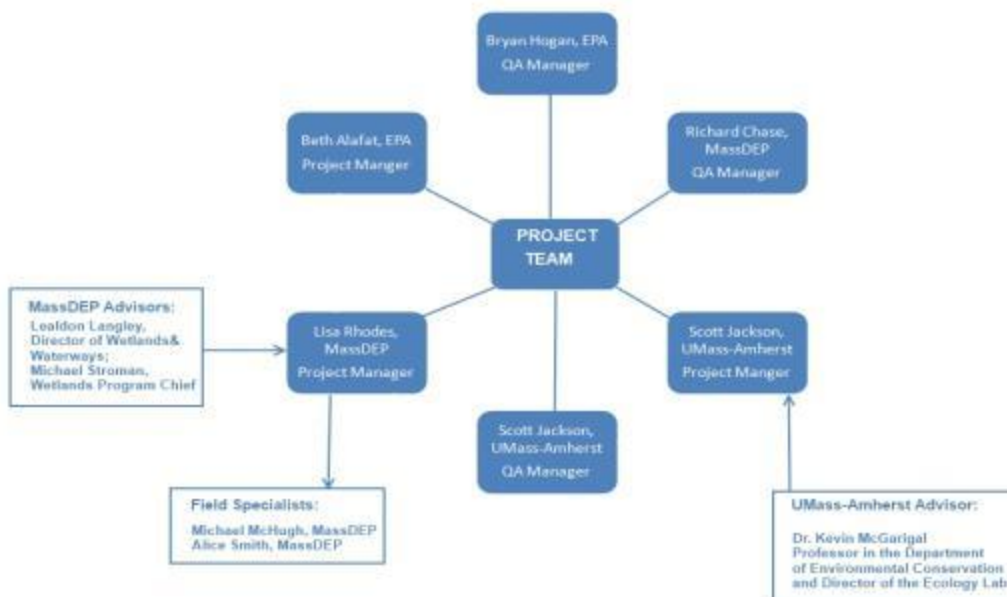 Bryan Hogan, EPA
QA Manager
Beth Alafat, EPA
Project Manger
Richard Chase,
MassDEP
QA Manager
PROJECT
TEAM
MassDEP Advisors:
Lealdon Langley,
Director of Wetlands&
Waterways;
Michael Stroman,
Wetlands Program Chief
Lisa Rhodes,
MassDEP
Project Manager
Scott Jackson,
UMass-Amherst
Project Manger
Scott Jackson,
UMass-Amherst
QA Manager
Field Specialists:
Michael McHugh, MassDEP
Alice Smith, MassDEP
UMass-Amherst Advisor:
Dr. Kevin McGarigal
Professor in the Department
of Environmental Conservation
and Director of the Ecology Lab